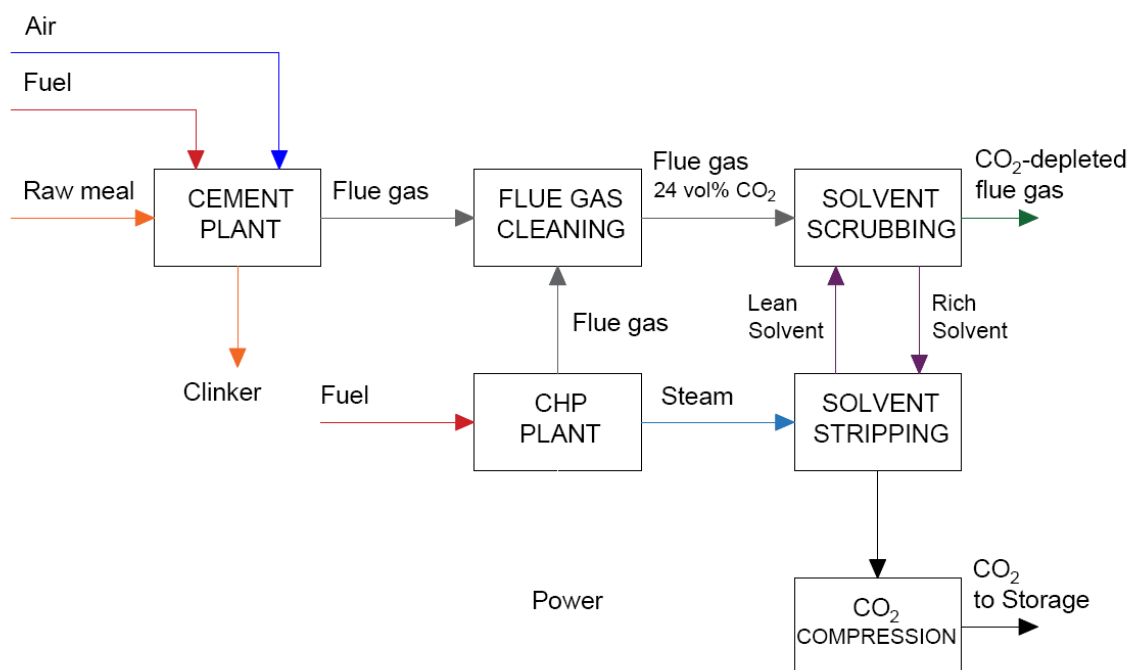 Air
Fuel
Raw meal
CEMENT
PLANT
Flue gas
FLUE GAS
CLEANING
Flue gas
24 vol% CO₂
SOLVENT
SCRUBBING
CO₂-depleted
flue gas
Clinker
Flue gas
Lean
Solvent
Rich
Solvent
Fuel
CHP
PLANT
Steam
SOLVENT
STRIPPING
Power
CO₂
COMPRESSION
CO₂
to Storage